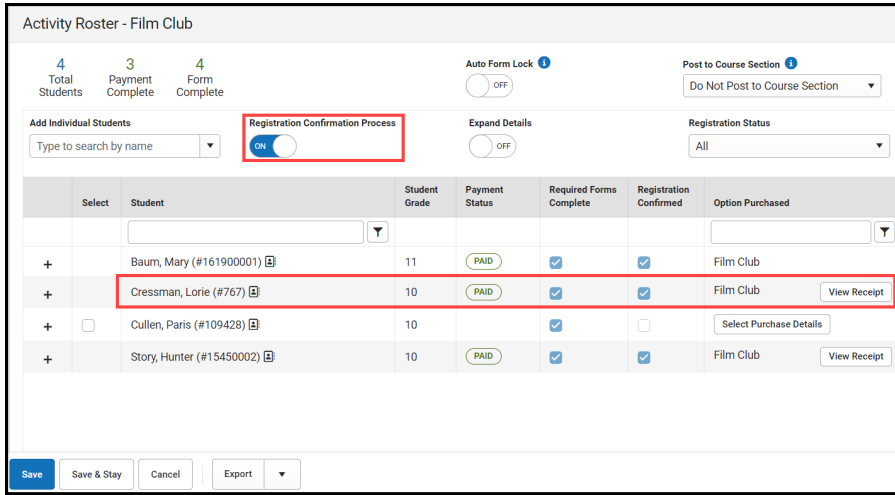 Activity Roster - Film Club
4 3 4
Total Students Payment Complete Form Complete
Auto Form Lock
OFF
Post to Course Section
Do Not Post to Course Section
Add Individual Students
Type to search by name
Registration Confirmation Process
ON
Expand Details
OFF
Registration Status
All
Select Student Student Grade Payment Status Required Forms Complete Registration Confirmed Option Purchased
Baum, Mary (#161900001) 11 PAID Film Club
Cressman, Lorie (#767) 10 PAID Film Club View Receipt
Cullen, Paris (#109428) 10 Select Purchase Details
Story, Hunter (#15450002) 10 PAID Film Club View Receipt
Save Save & Stay Cancel Export